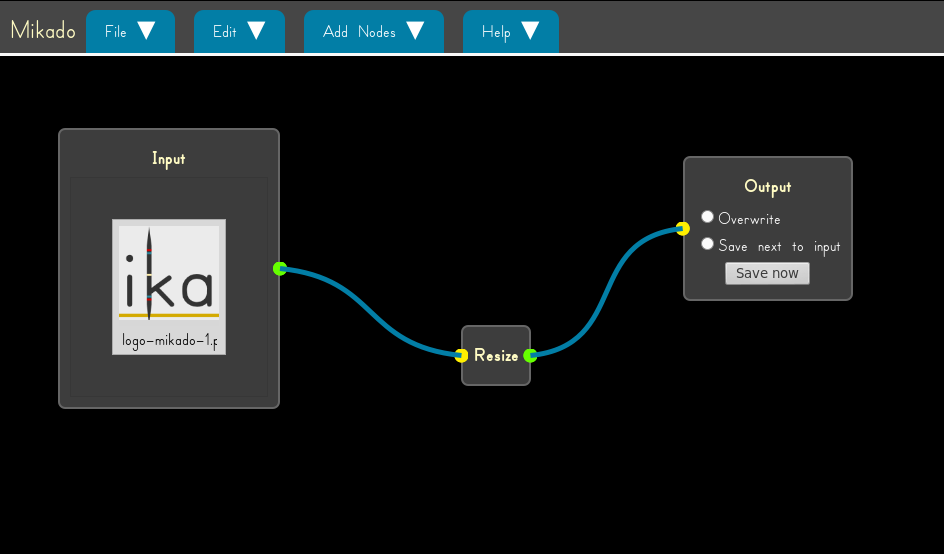 Mikado File ▼ Edit ▼ Add Nodes ▼ Help ▼
Input
ika
logo-mikado-1.p
Output
Overwrite
Save next to input
Save now
Resize